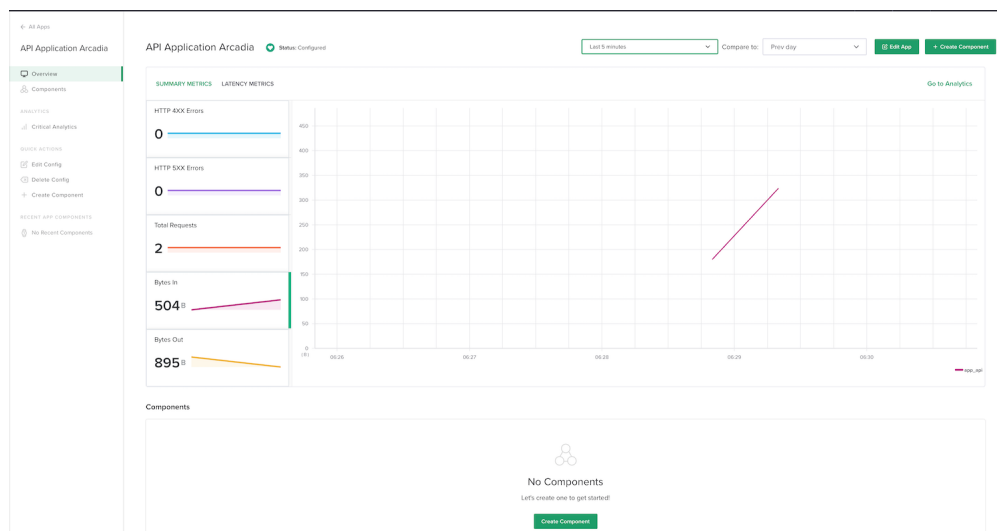 ← All Apps
API Application Arcadia
Overview
Components
ANALYTICS
Critical Analytics
QUICK ACTIONS
Edit Config
Delete Config
+ Create Component
RECENT APP COMPONENTS
No Recent Components
API Application Arcadia
Status: Configured
Last 5 minutes
Compare to:
Prev day
Edit App
+ Create Component
SUMMARY METRICS
LATENCY METRICS
Go to Analytics
HTTP 4XX Errors
0
HTTP 5XX Errors
0
Total Requests
2
Bytes In
504 B
Bytes Out
895 B
450
400
350
300
250
200
150
100
50
0
(B)
06:26
06:27
06:28
06:29
06:30
app_api
Components
No Components
Let's create one to get started!
Create Component